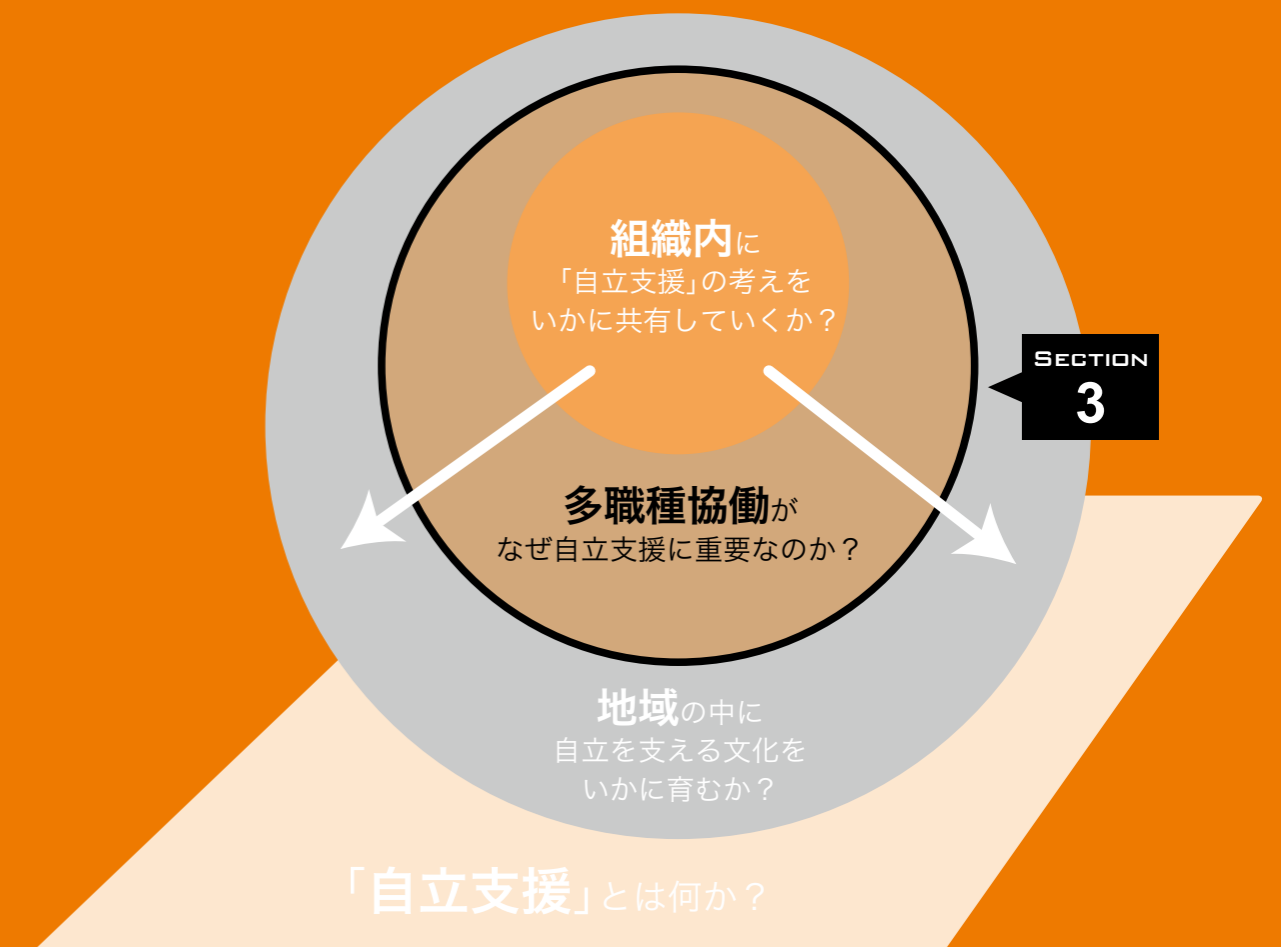 組織内に
「自立支援」の考えを
いかに共有していくか？
SECTION
3
多職種協働が
なぜ自立支援に重要なのか？
地域の中に
自立を支える文化を
いかに育むか？
「自立支援」とは何か？